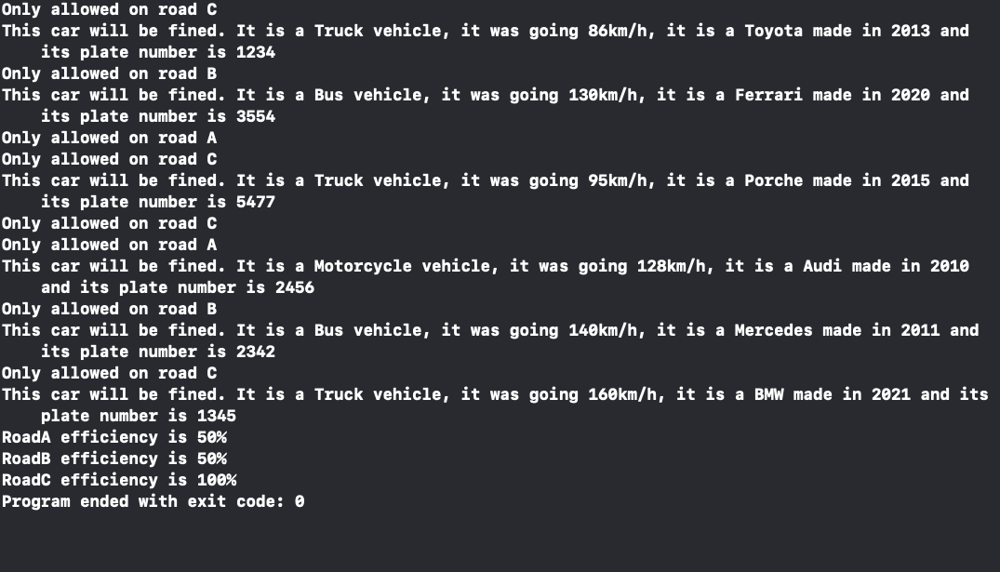 Only allowed on road C
This car will be fined. It is a Truck vehicle, it was going 86km/h, it is a Toyota made in 2013 and
its plate number is 1234
Only allowed on road B
This car will be fined. It is a Bus vehicle, it was going 130km/h, it is a Ferrari made in 2020 and
its plate number is 3554
Only allowed on road A
Only allowed on road C
This car will be fined. It is a Truck vehicle, it was going 95km/h, it is a Porche made in 2015 and
its plate number is 5477
Only allowed on road C
Only allowed on road A
This car will be fined. It is a Motorcycle vehicle, it was going 128km/h, it is a Audi made in 2010
and its plate number is 2456
Only allowed on road B
This car will be fined. It is a Bus vehicle, it was going 140km/h, it is a Mercedes made in 2011 and
its plate number is 2342
Only allowed on road C
This car will be fined. It is a Truck vehicle, it was going 160km/h, it is a BMW made in 2021 and its
plate number is 1345
RoadA efficiency is 50%
RoadB efficiency is 50%
RoadC efficiency is 100%
Program ended with exit code: 0